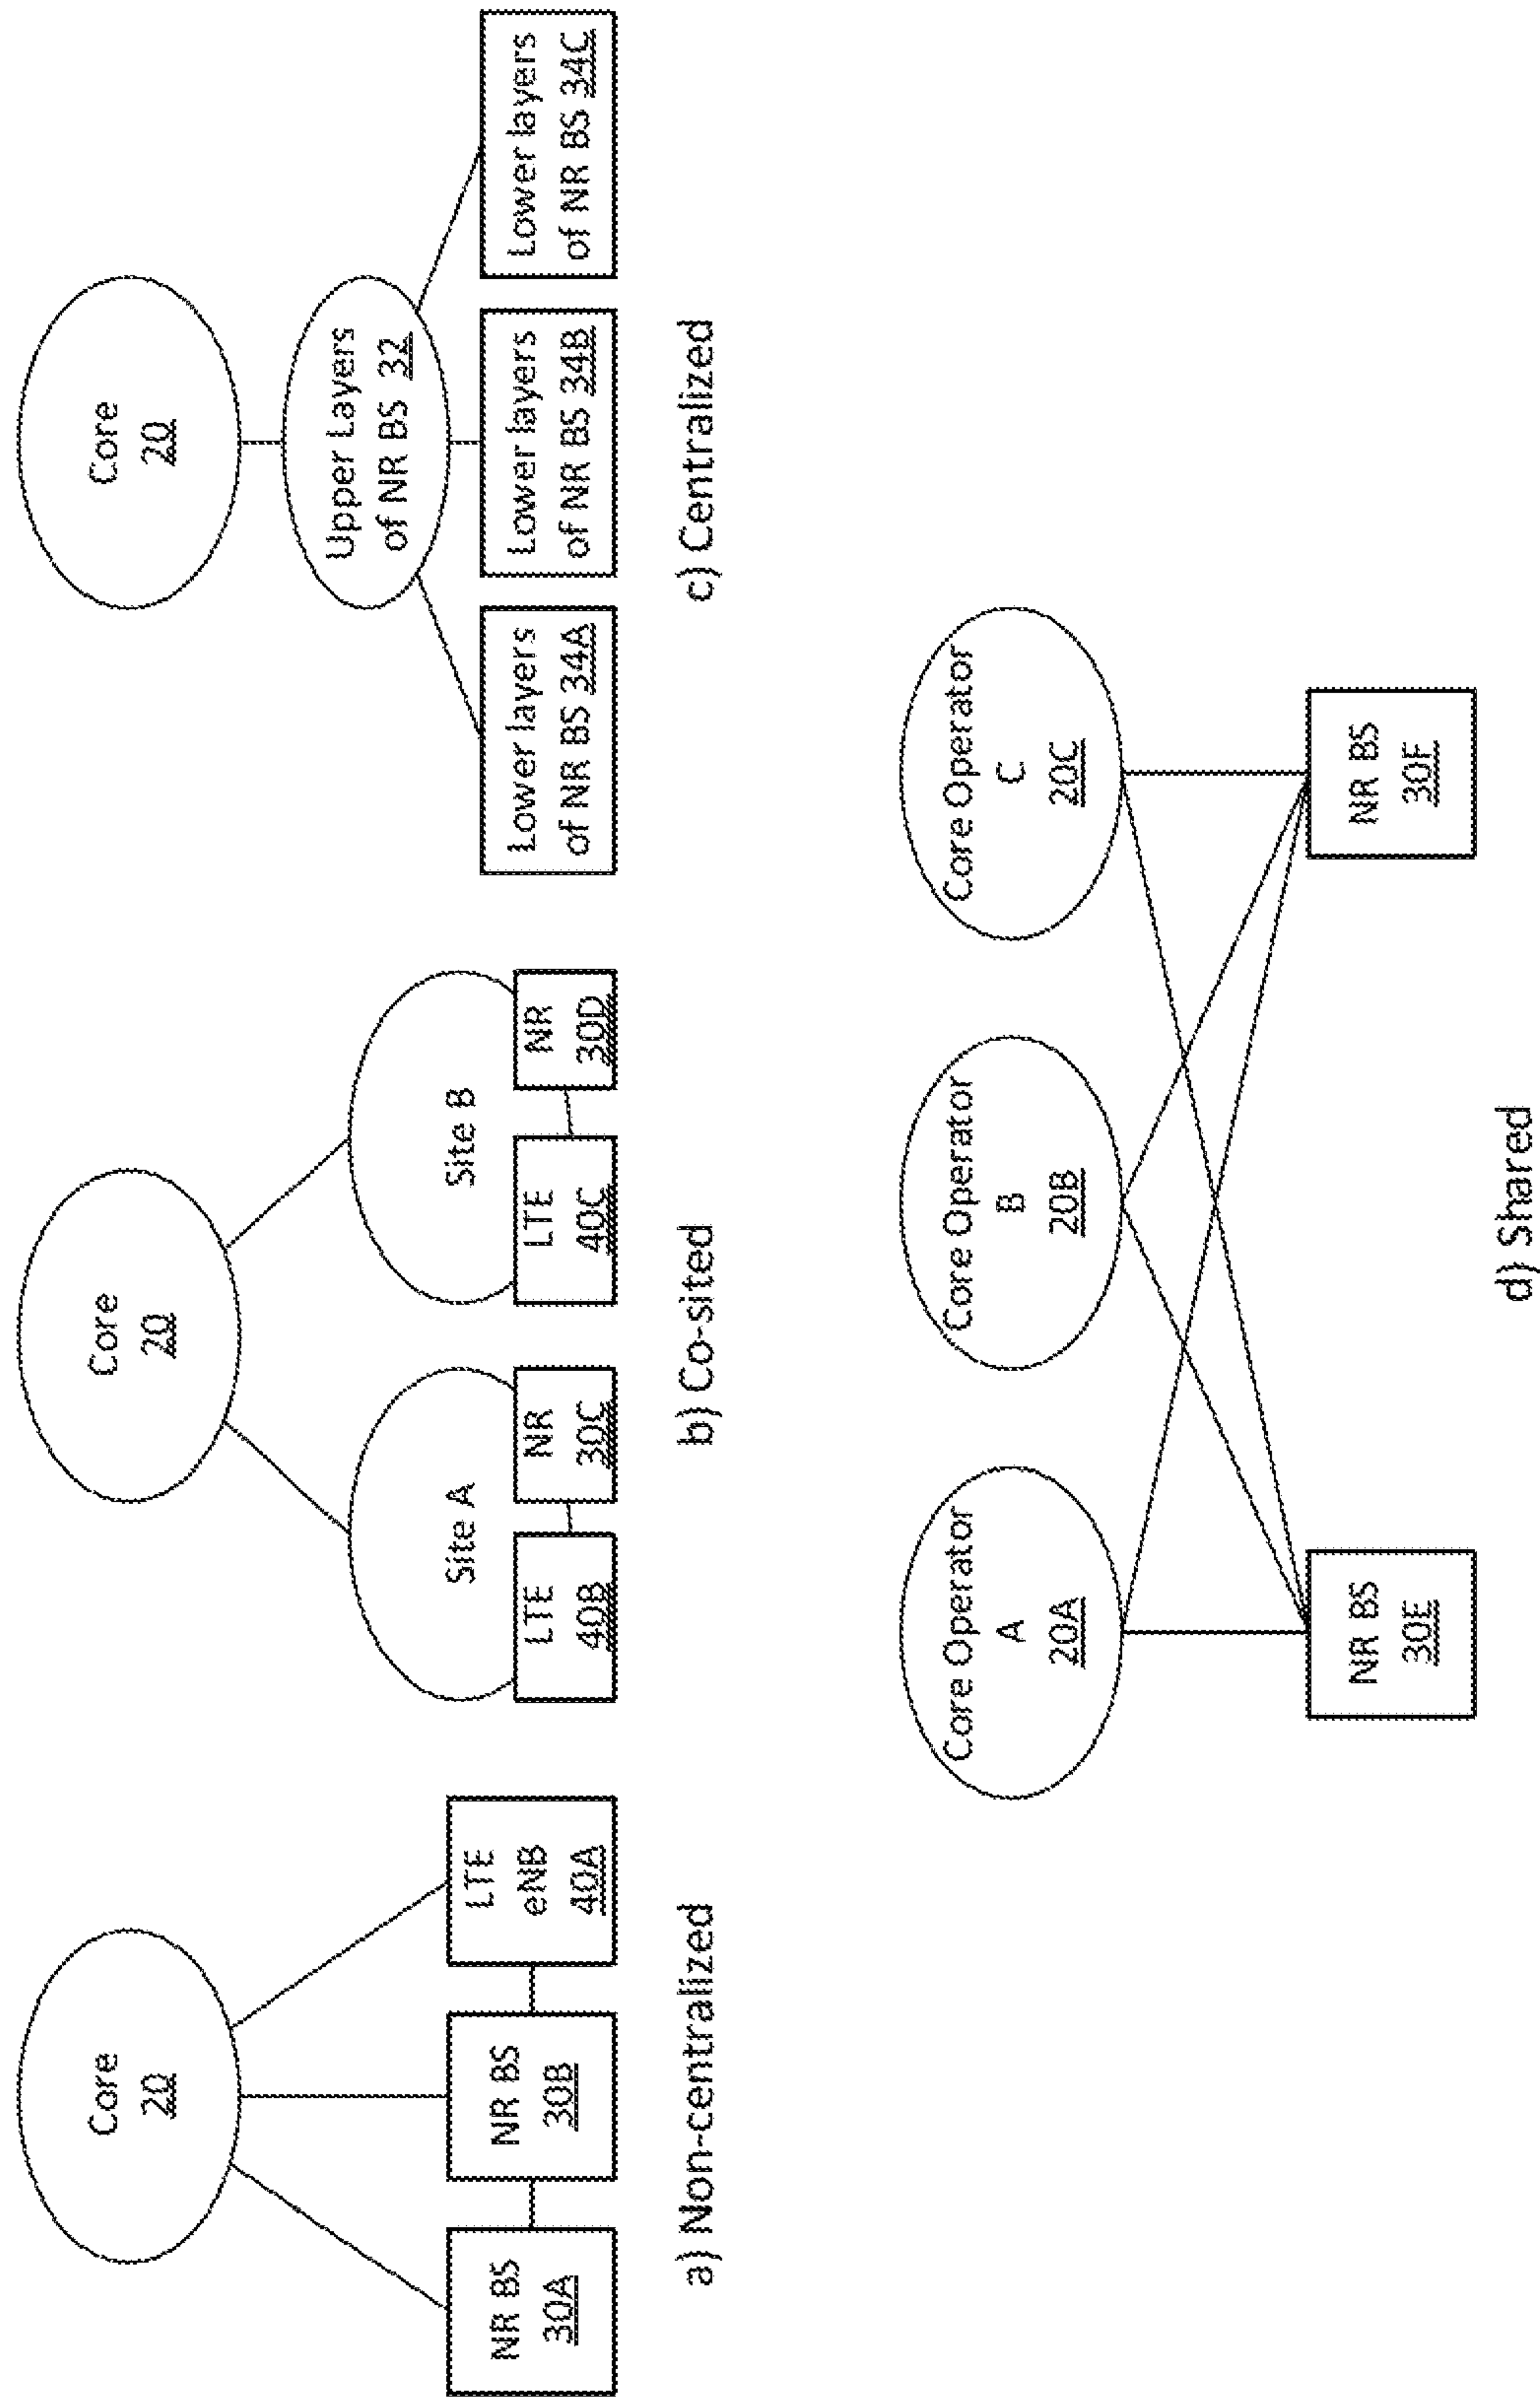 Core
20
NR BS
30A
NR BS
30B
LTE
eNB
40A
a) Non-centralized
Core
20
Site A
LTE
40B
NR
30C
Site B
LTE
40C
NR
30D
b) Co-sited
Core
20
Upper Layers
of NR BS 32
Lower layers
of NR BS 34A
Lower layers
of NR BS 34B
Lower layers
of NR BS 34C
c) Centralized
Core Operator
A
20A
Core Operator
B
20B
Core Operator
C
20C
NR BS
30E
NR BS
30F
d) Shared